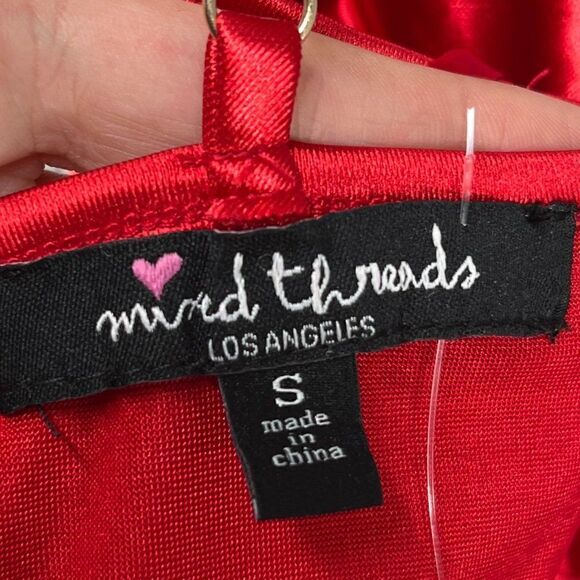 mixed threads
LOS ANGELES
S
made
in
china